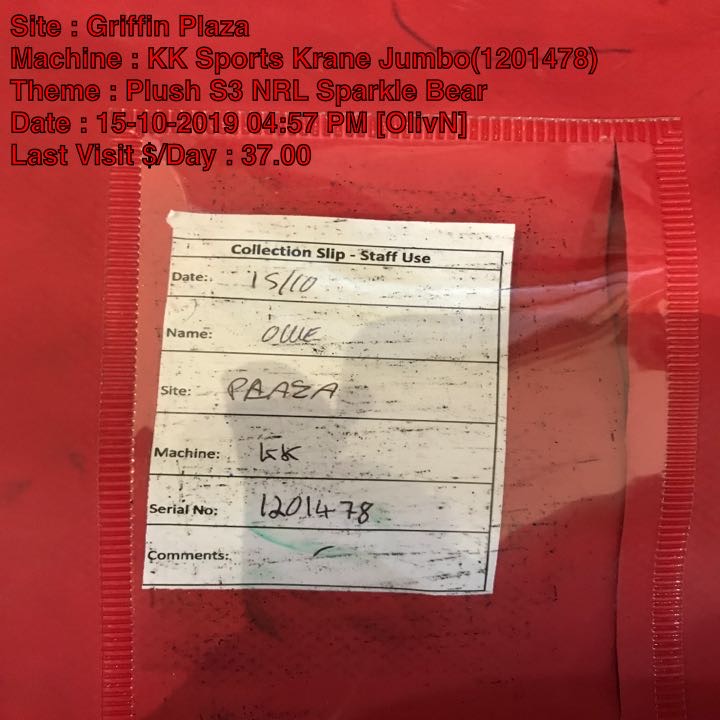 Site : Griffin Plaza
Machine : KK Sports Krane Jumbo(1201478)
Theme : Plush S3 NRL Sparkle Bear
Date : 15-10-2019 04:57 PM [OlivN]
Last Visit $/Day : 37.00
Collection Slip - Staff Use
Date: 15/10
Name: OLLIE
Site: PLAZA
Machine: KK
Serial No: 1201478
Comments: -